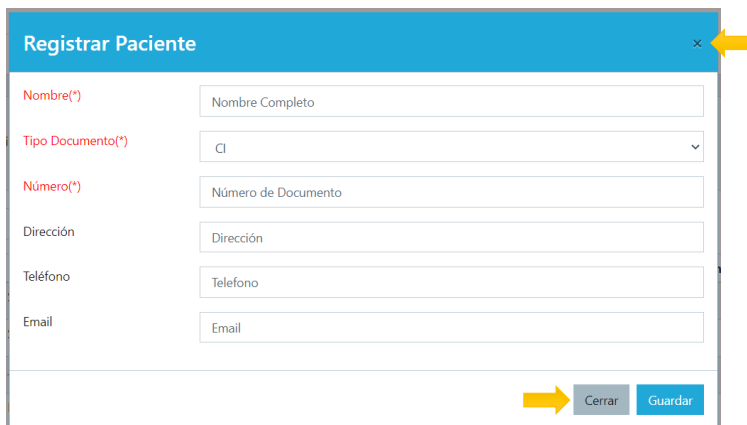 Registrar Paciente ×
Nombre(*) Nombre Completo
Tipo Documento(*) CI
Número(*) Número de Documento
Dirección Dirección
Teléfono Telefono
Email Email
Cerrar Guardar